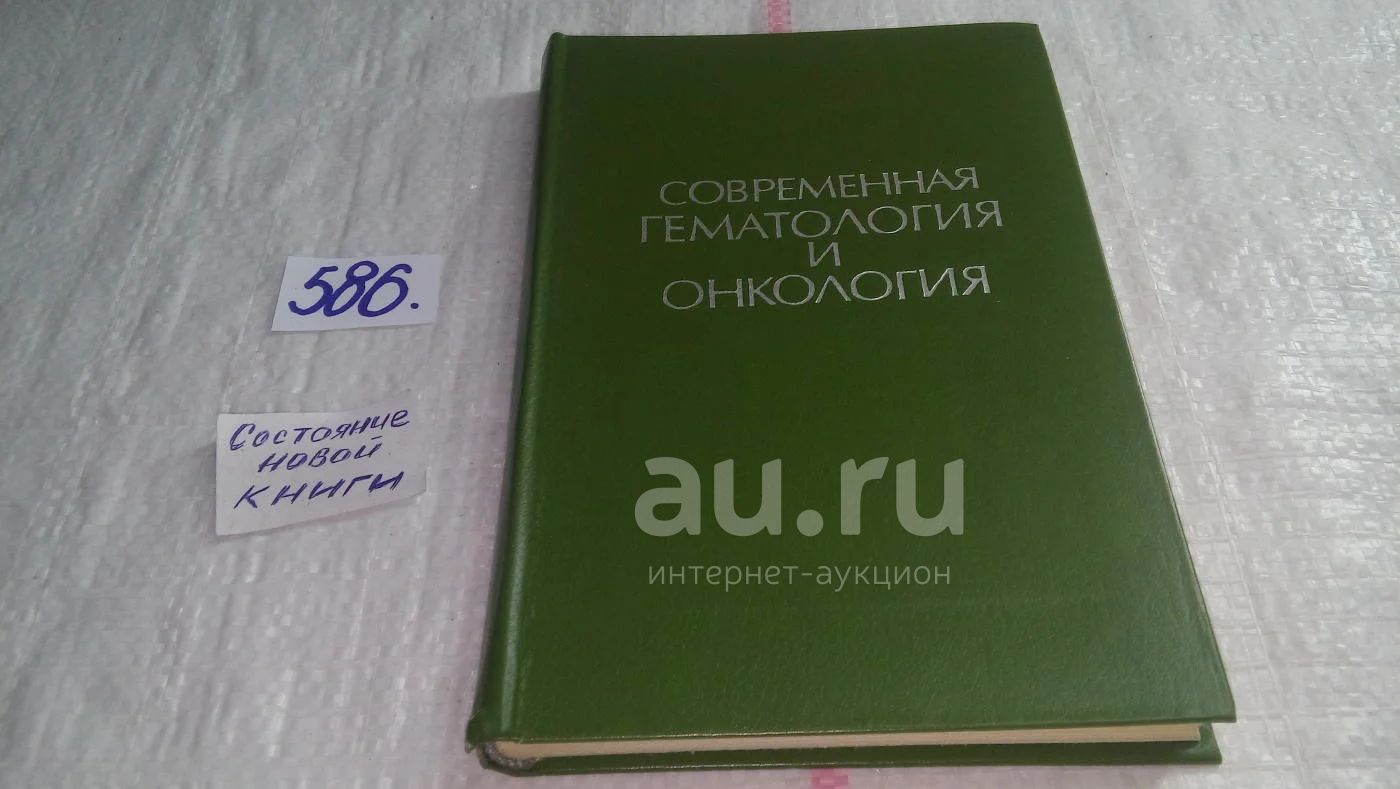 СОВРЕМЕННАЯ
ГЕМАТОЛОГИЯ
И
ОНКОЛОГИЯ
586.
Состояние
новой
книги
au.ru
интернет-аукцион